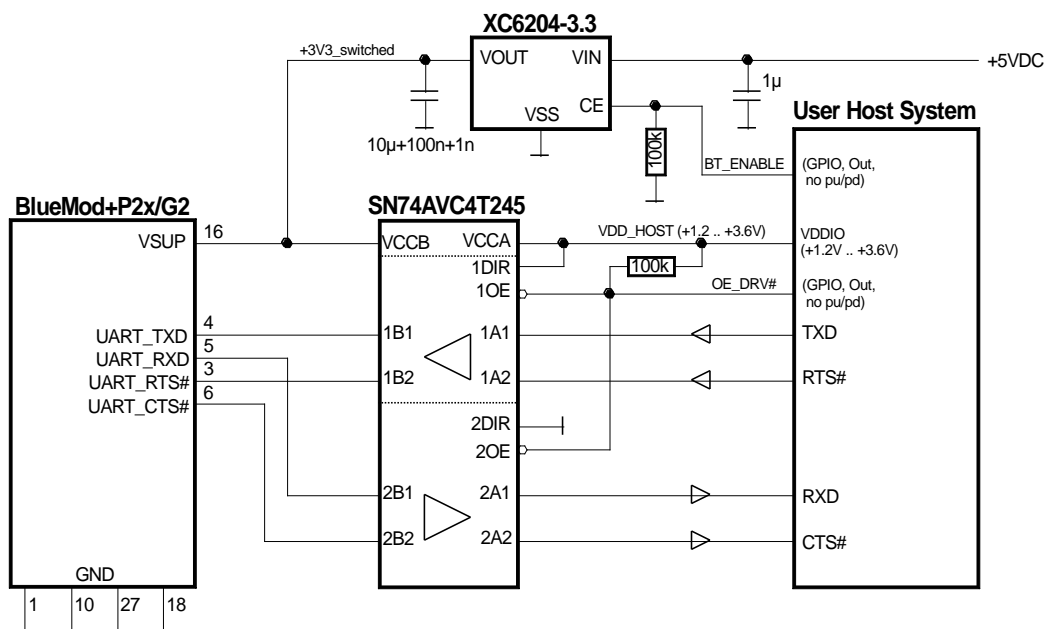 XC6204-3.3
+3V3_switched
VOUT
VIN
+5VDC
1µ
CE
VSS
10µ+100n+1n
100k
User Host System
BT_ENABLE
(GPIO, Out,
no pu/pd)
BlueMod+P2x/G2
SN74AVC4T245
VSUP
16
VCCB
VCCA
VDD_HOST (+1.2 .. +3.6V)
VDDIO
(+1.2V .. +3.6V)
1DIR
100k
1OE
OE_DRV#
(GPIO, Out,
no pu/pd)
UART_TXD
4
1B1
1A1
TXD
UART_RXD
5
UART_RTS#
3
1B2
1A2
RTS#
UART_CTS#
6
2DIR
2OE
2B1
2A1
RXD
2B2
2A2
CTS#
GND
1
10
27
18